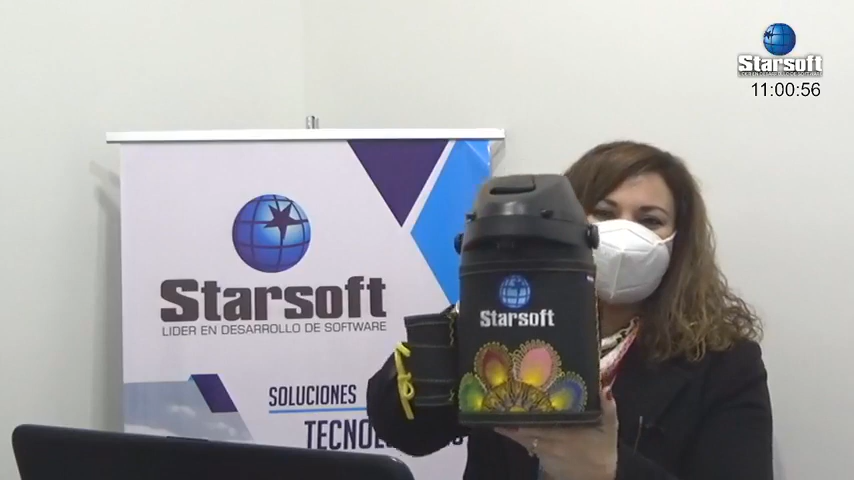 Starsoft
11:00:56
Starsoft
LIDER EN DESARROLLO DE SOFTWARE
SOLUCIONES
Starsoft